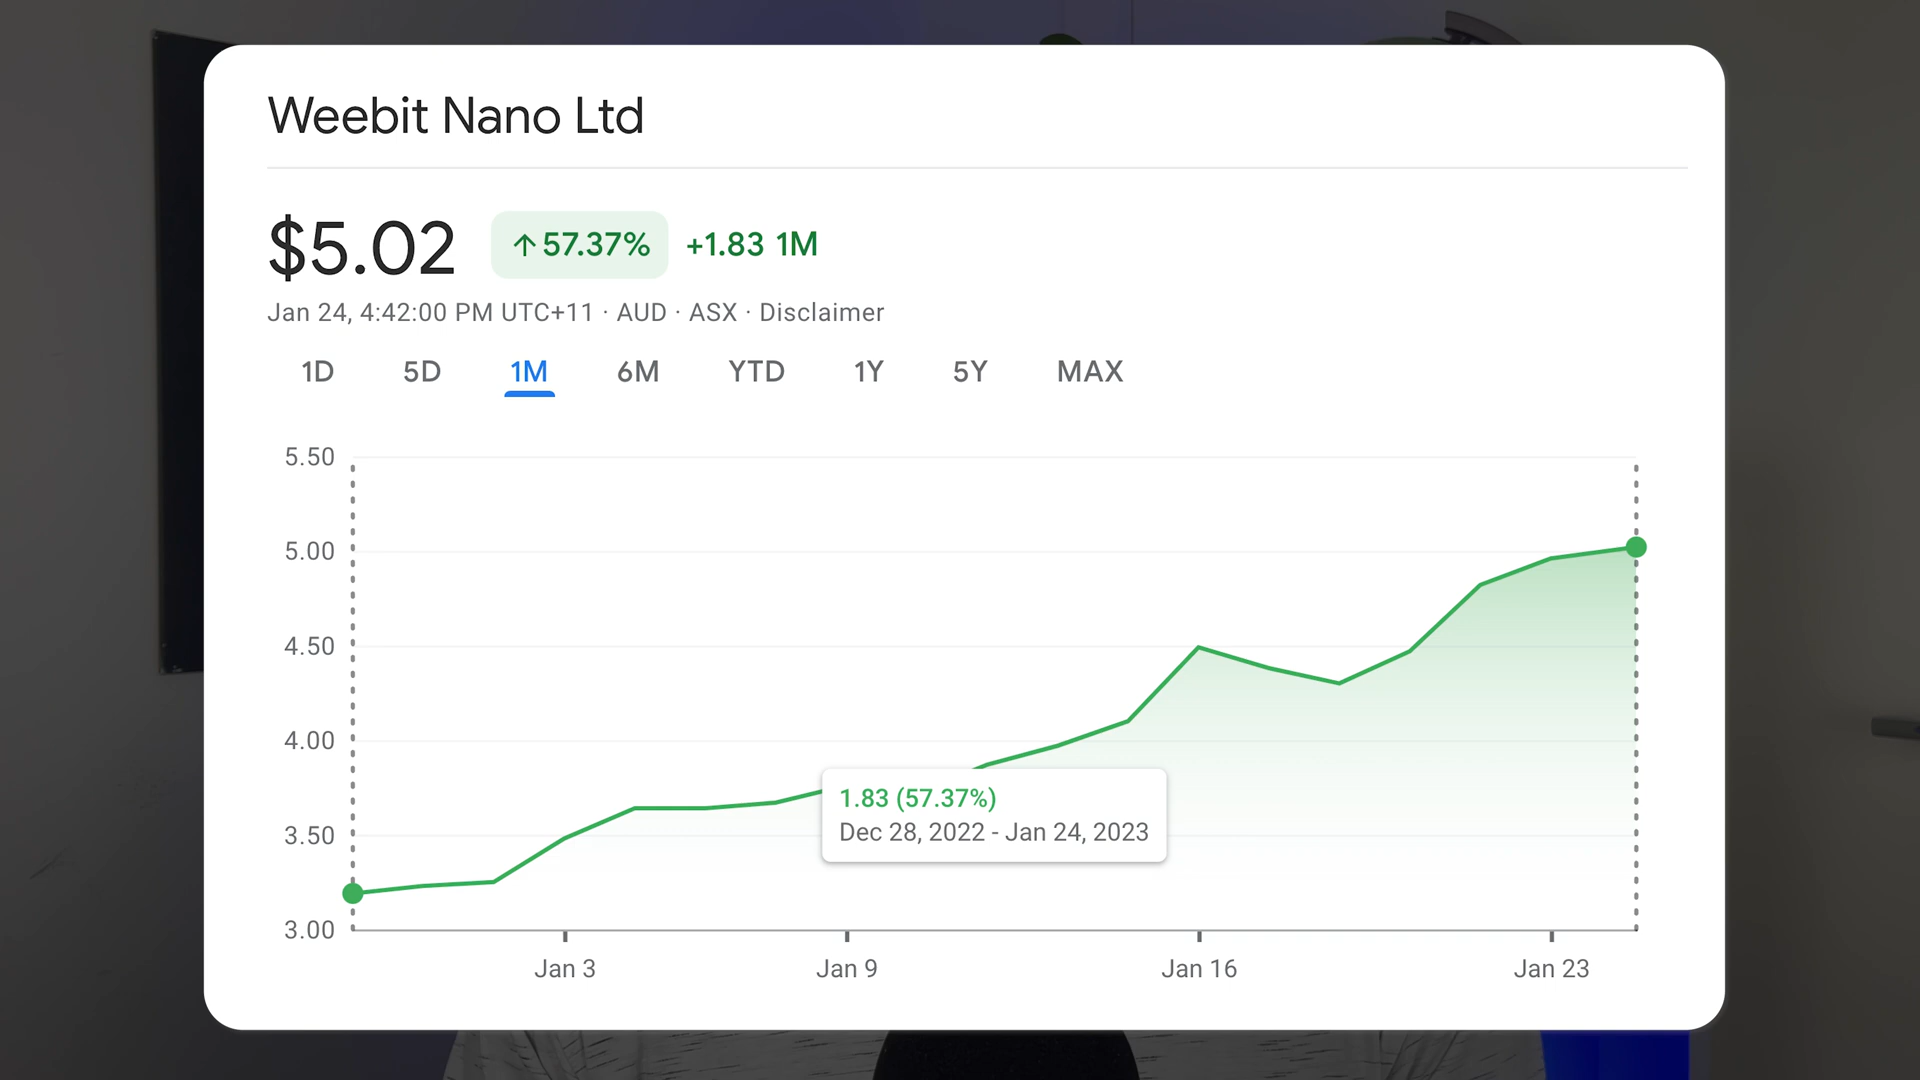 Weebit Nano Ltd
$5.02 ↑57.37% +1.83 1M
Jan 24, 4:42:00 PM UTC+11 · AUD · ASX · Disclaimer
1D 5D 1M 6M YTD 1Y 5Y MAX
5.50
5.00
4.50
4.00
3.50
3.00
1.83 (57.37%)
Dec 28, 2022 - Jan 24, 2023
Jan 3 Jan 9 Jan 16 Jan 23